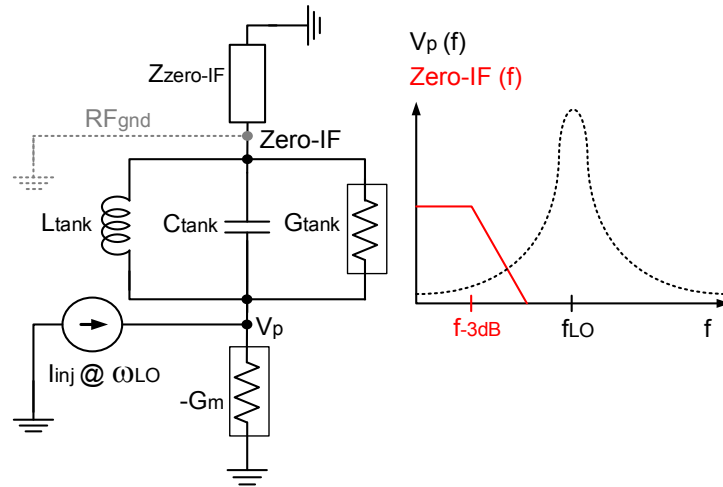 Zzero-IF
RFgnd
Zero-IF
Ltank
Ctank
Gtank
Vp
Iinj @ ωLO
-Gm
Vp (f)
Zero-IF (f)
f-3dB
fLO
f